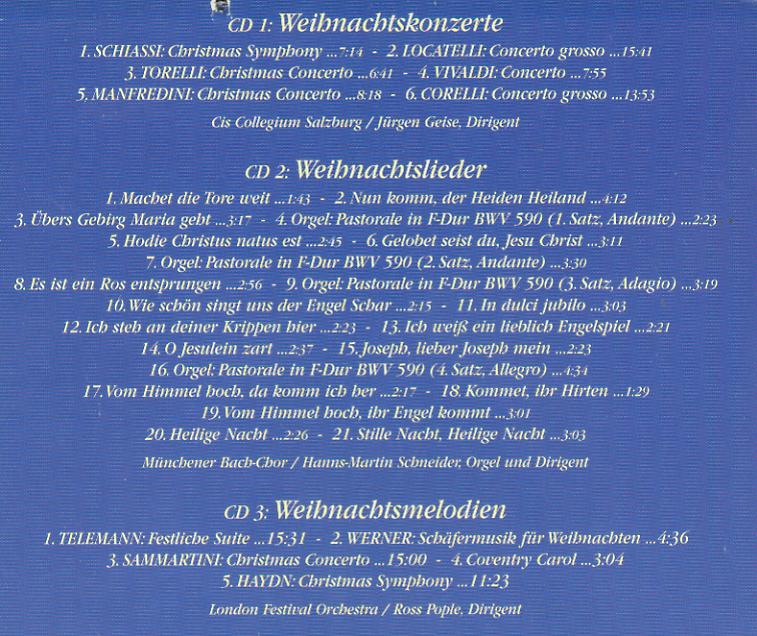 CD 1: Weihnachtskonzerte
1. SCHIASSI: Christmas Symphony ...7:14 - 2. LOCATELLI: Concerto grosso ...15:41
3. TORELLI: Christmas Concerto ...6:41 - 4. VIVALDI: Concerto ...7:55
5. MANFREDINI: Christmas Concerto ...8:18 - 6. CORELLI: Concerto grosso ...13:53
Cis Collegium Salzburg / Jürgen Geise, Dirigent
CD 2: Weihnachtslieder
1. Machet die Tore weit ...1:43 - 2. Nun komm, der Heiden Heiland ...4:12
3. Übers Gebirg Maria geht ...3:17 - 4. Orgel: Pastorale in F-Dur BWV 590 (1. Satz, Andante) ...2:23
5. Hodie Christus natus est ...2:45 - 6. Gelobet seist du, Jesu Christ ...3:11
7. Orgel: Pastorale in F-Dur BWV 590 (2. Satz, Andante) ...3:30
8. Es ist ein Ros entsprungen ...2:56 - 9. Orgel: Pastorale in F-Dur BWV 590 (3. Satz, Adagio) ...3:19
10. Wie schön singt uns der Engel Schar ...2:15 - 11. In dulci jubilo ...3:03
12. Ich steh an deiner Krippen hier ...2:23 - 13. Ich weiß ein lieblich Engelspiel ...2:21
14. O Jesulein zart ...2:37 - 15. Joseph, lieber Joseph mein ...2:23
16. Orgel: Pastorale in F-Dur BWV 590 (4. Satz, Allegro) ...4:34
17. Vom Himmel hoch, da komm ich her ...2:17 - 18. Kommet, ihr Hirten ...1:29
19. Vom Himmel hoch, ihr Engel kommt ...3:01
20. Heilige Nacht ...2:26 - 21. Stille Nacht, Heilige Nacht ...3:03
Münchener Bach-Chor / Hanns-Martin Schneider, Orgel und Dirigent
CD 3: Weihnachtsmelodien
1. TELEMANN: Festliche Suite ...15:31 - 2. WERNER: Schäfermusik für Weihnachten ...4:36
3. SAMMARTINI: Christmas Concerto ...15:00 - 4. Coventry Carol ...3:04
5. HAYDN: Christmas Symphony ...11:23
London Festival Orchestra / Ross Pople, Dirigent